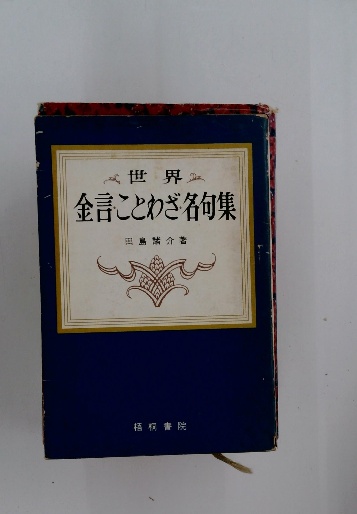 世界
金言・ことわざ・名句集
田島諸介著
梧桐書院